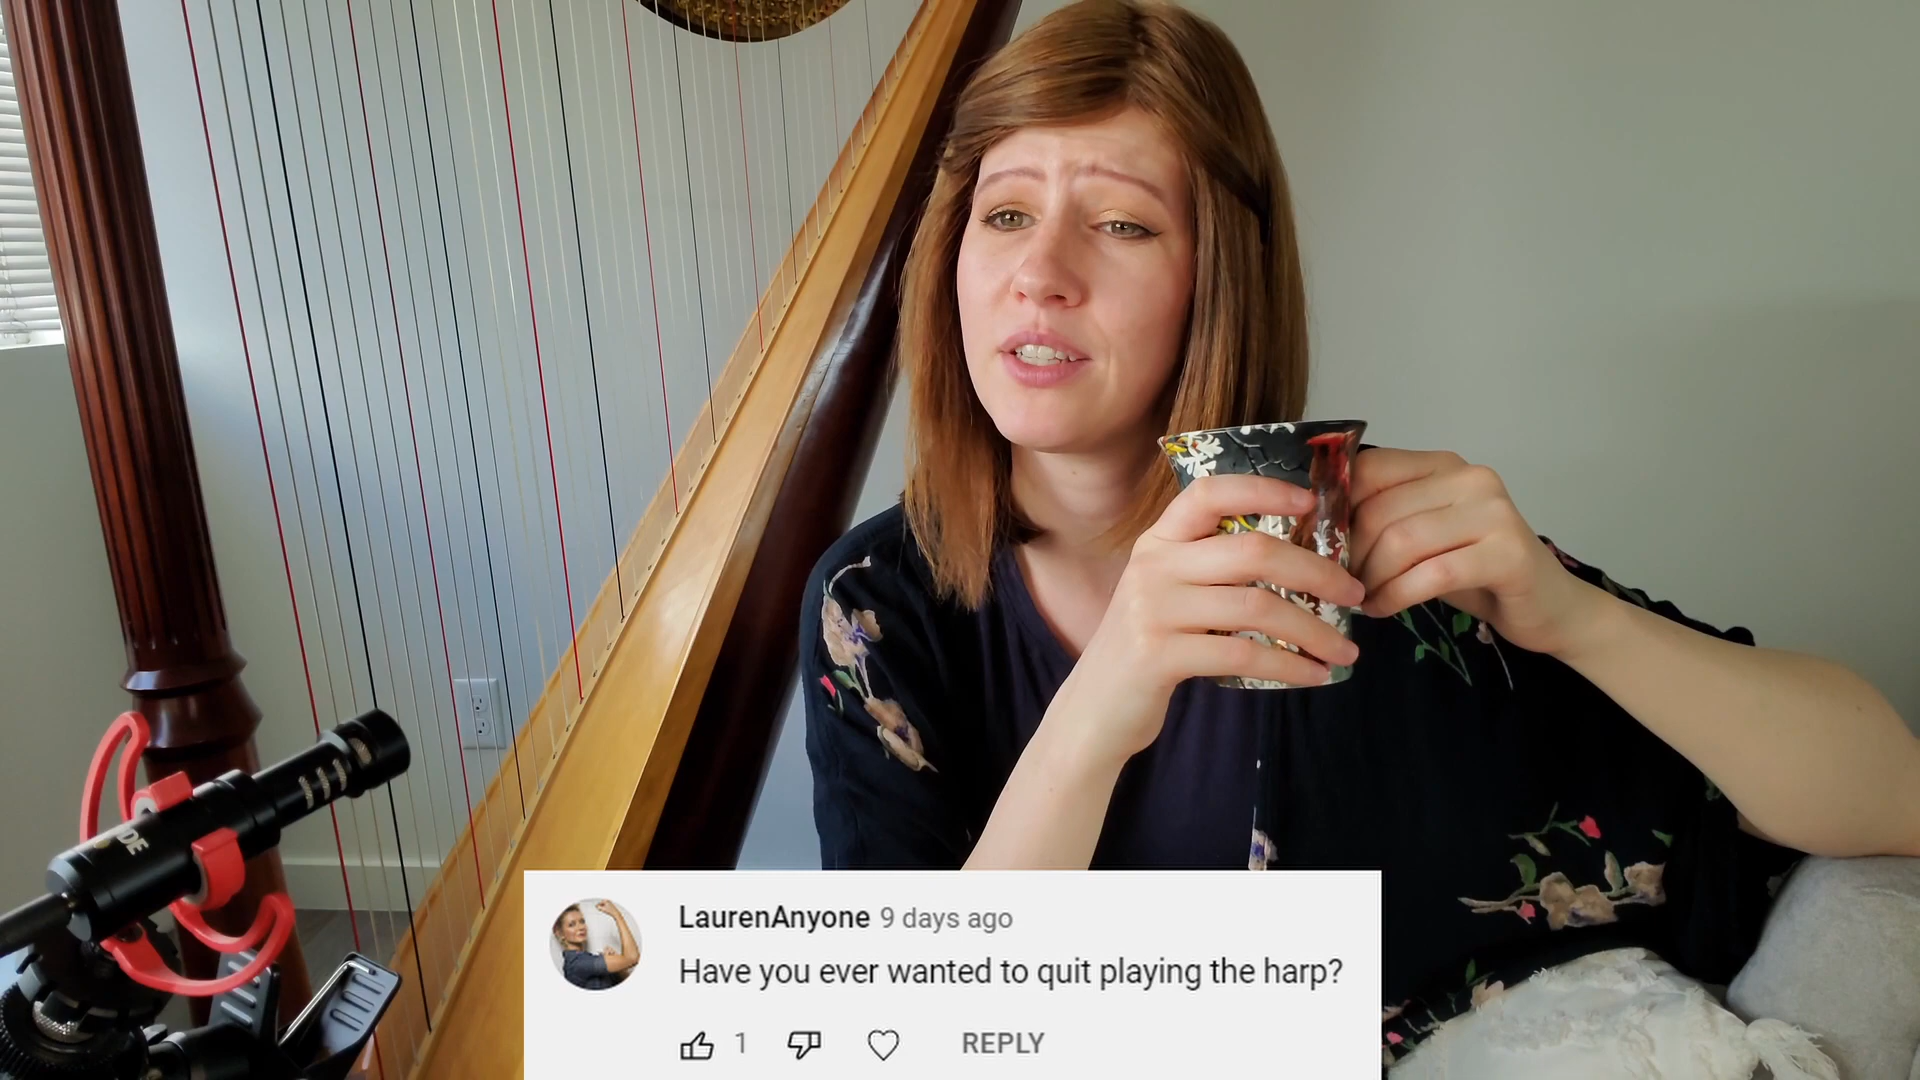 LaurenAnyone 9 days ago
Have you ever wanted to quit playing the harp?
1
REPLY